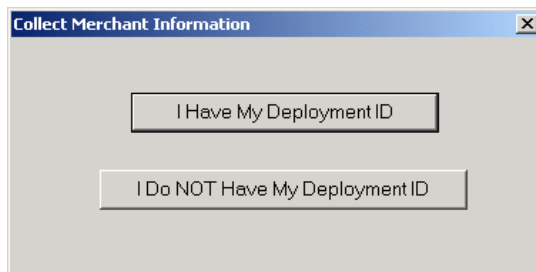 Collect Merchant Information
I Have My Deployment ID
I Do NOT Have My Deployment ID